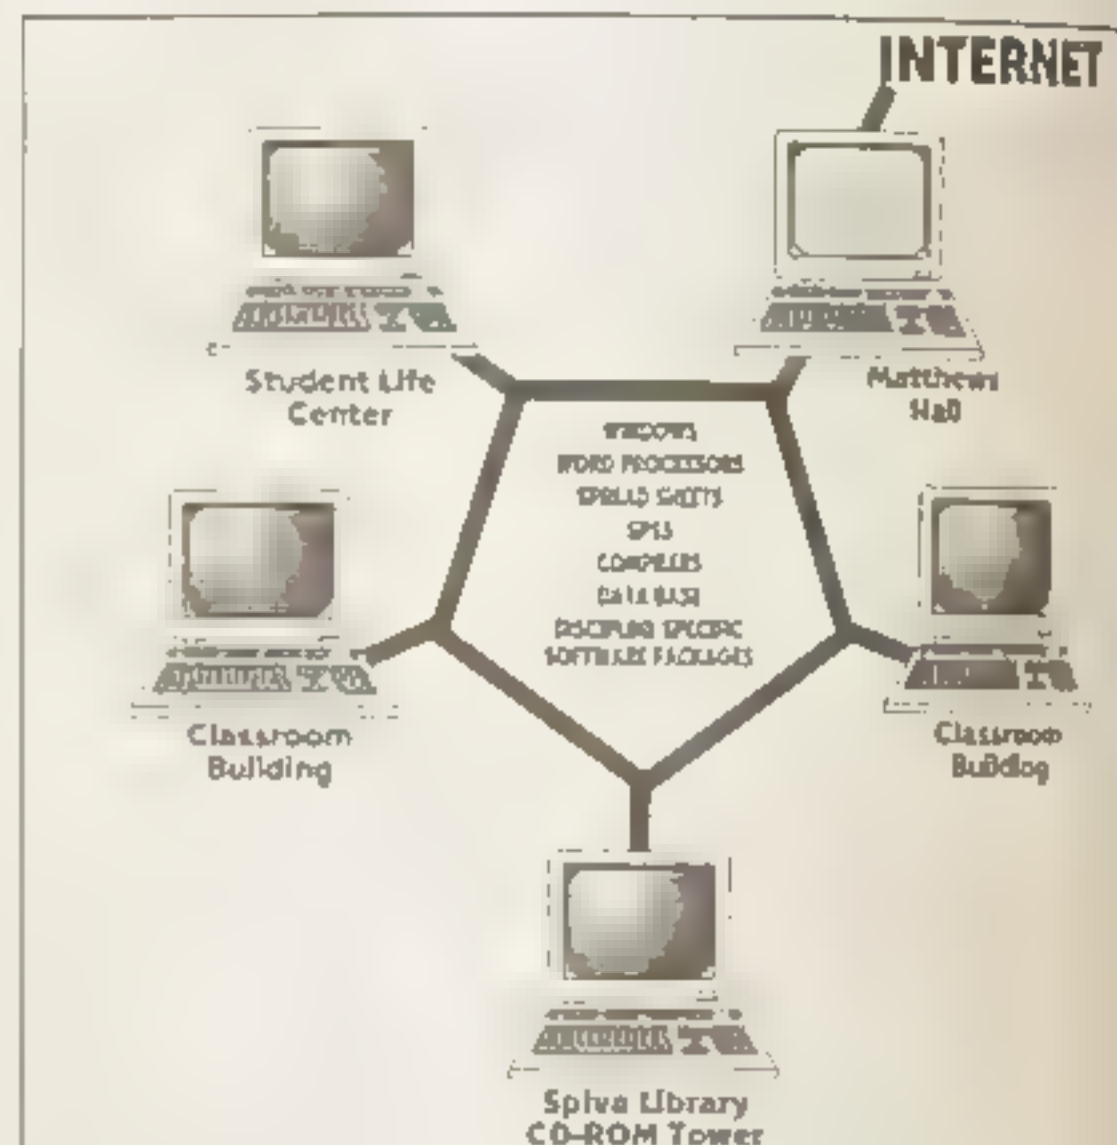 INTERNET
Student Life
Center
Matthews
Hall
WINDOWS
WORD PROCESSORS
SPREAD SHEETS
SPSS
COMPILERS
DATA BASE
DISCIPLINE SPECIFIC
SOFTWARE PACKAGES
Classroom
Building
Classroom
Building
Spiva Library
CD-ROM Tower